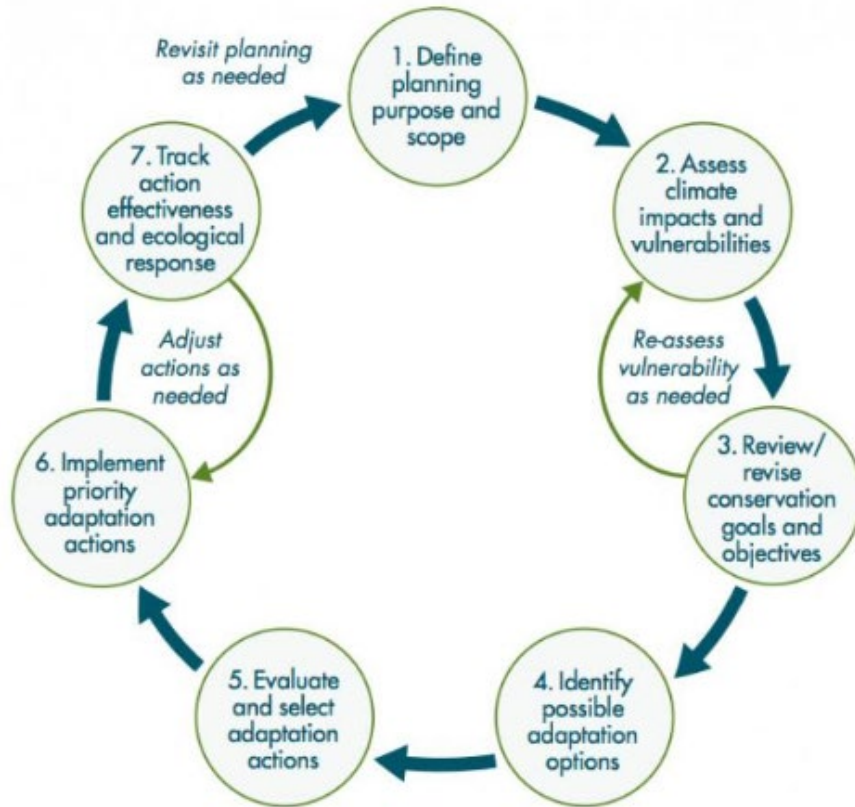 Revisit planning
as needed
1. Define
planning
purpose and
scope
2. Assess
climate
impacts and
vulnerabilities
Re-assess
vulnerability
as needed
3. Review/
revise
conservation
goals and
objectives
4. Identify
possible
adaptation
options
5. Evaluate
and select
adaptation
actions
6. Implement
priority
adaptation
actions
7. Track
action
effectiveness
and ecological
response
Adjust
actions as
needed